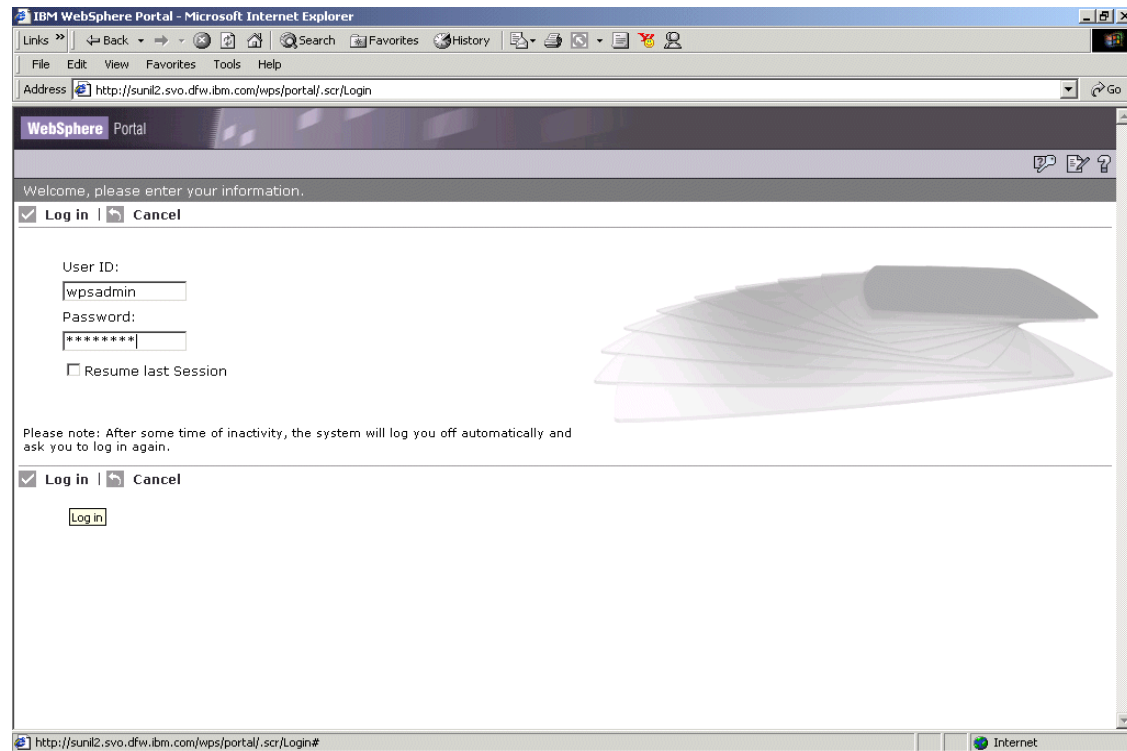 IBM WebSphere Portal - Microsoft Internet Explorer
Links » Back Search Favorites History
File Edit View Favorites Tools Help
Address http://sunil2.svo.dfw.ibm.com/wps/portal/.scr/Login Go
WebSphere Portal
Welcome, please enter your information.
Log in | Cancel
User ID:
wpsadmin
Password:
********
Resume last Session
Please note: After some time of inactivity, the system will log you off automatically and
ask you to log in again.
Log in | Cancel
Log in
http://sunil2.svo.dfw.ibm.com/wps/portal/.scr/Login# Internet